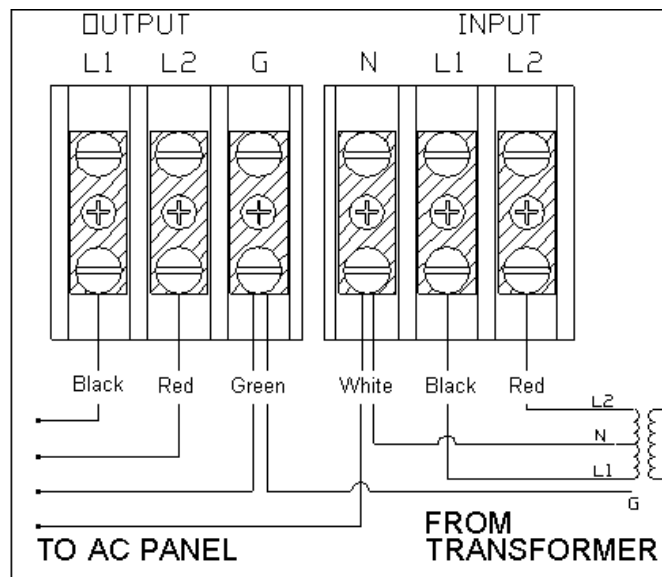 OUTPUT INPUT
L1 L2 G N L1 L2
Black Red Green White Black Red
L2
N
L1
G
TO AC PANEL
FROM
TRANSFORMER